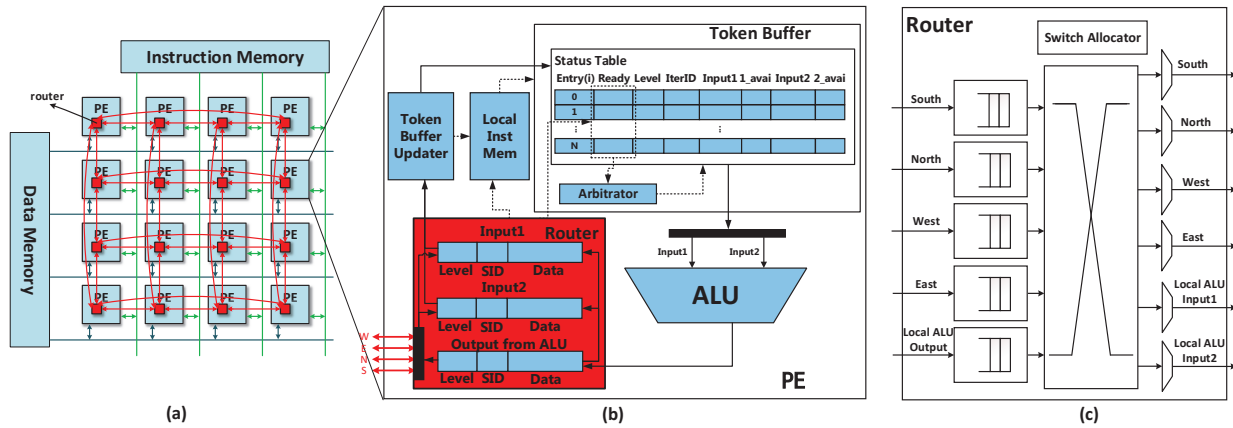 Instruction Memory
router
PE PE PE PE
PE PE PE PE
PE PE PE PE
PE PE PE PE
Data Memory
(a)
Token Buffer
Status Table
Entry(i) Ready Level IterID Input1 1_avai Input2 2_avai
0
1
⋮ ⋮
N
Arbitrator
Token
Buffer
Updater
Local
Inst
Mem
Router
Input1
Level SID Data
Input2
Level SID Data
Output from ALU
Level SID Data
W
E
N
S
Input1 Input2
ALU
PE
(b)
Router
Switch Allocator
South
North
West
East
Local ALU
Output
South
North
West
East
Local ALU
Input1
Local ALU
Input2
(c)